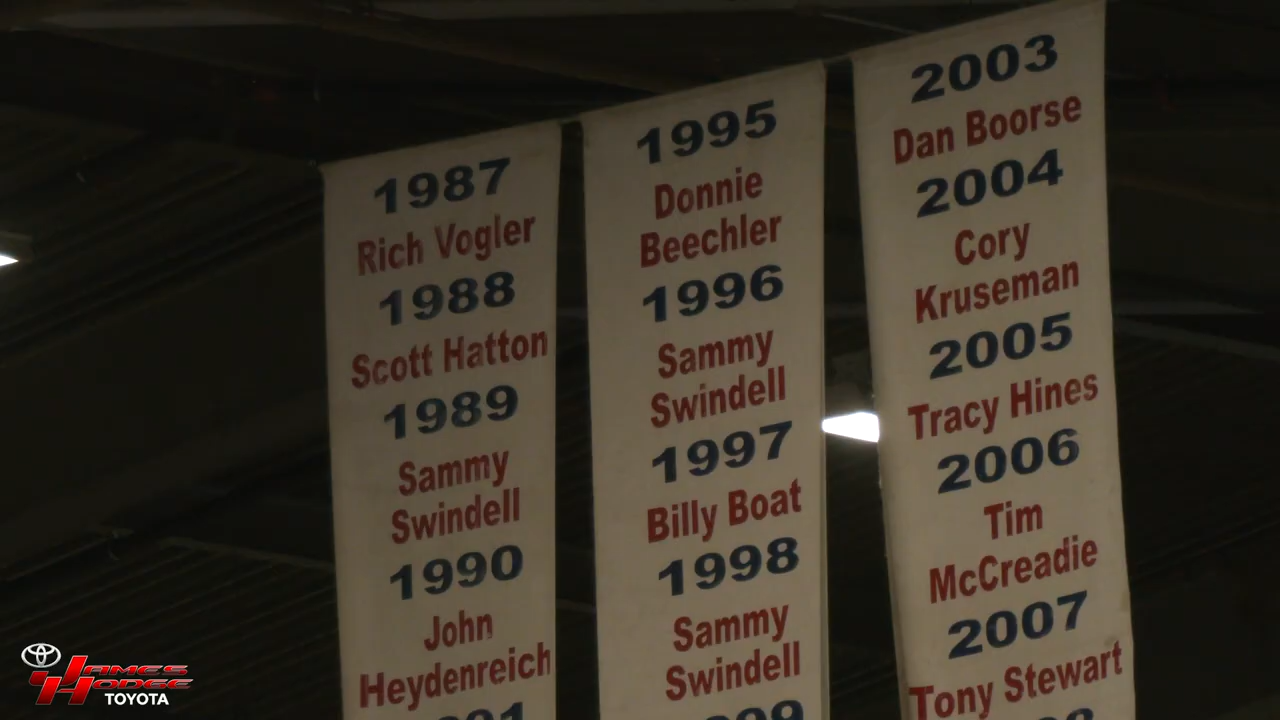 1987
Rich Vogler
1988
Scott Hatton
1989
Sammy
Swindell
1990
John
Heydenreich
1995
Donnie
Beechler
1996
Sammy
Swindell
1997
Billy Boat
1998
Sammy
Swindell
2003
Dan Boorse
2004
Cory
Kruseman
2005
Tracy Hines
2006
Tim
McCreadie
2007
Tony Stewart
JAMES
HODGE
TOYOTA